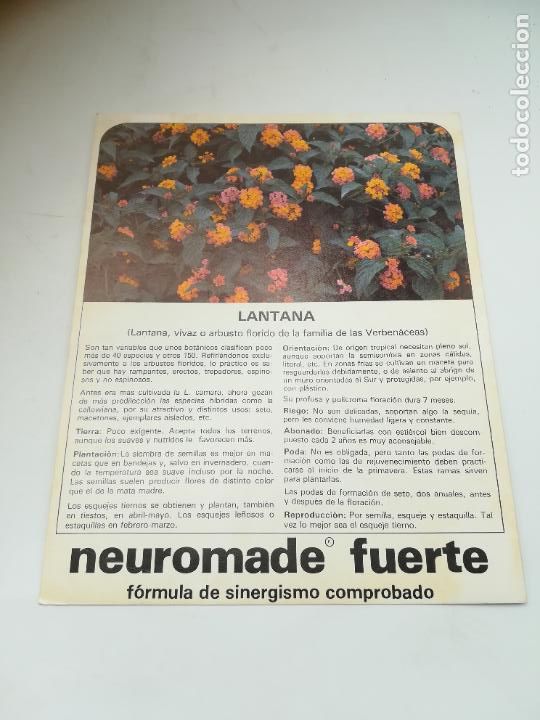 todocoleccion
LANTANA
(Lantana, vivaz o arbusto florido de la familia de las Verbenáceas)
Son tan variables que unos botánicos clasifican poco
más de 40 especies y otros 150. Refiriéndonos exclu-
sivamente a los arbustos floridos, lo práctico es sa-
ber que hay rampantes, erectos, trepadores, espino-
sos y no espinosos.
Antes era más cultivada la L. camara, ahora gozan
de más predilección las especies híbridas como la
callowiana, por su atractivo y distintos usos: seto,
macetones, ejemplares aislados, etc.
Tierra: Poco exigente. Acepta todos los terrenos,
aunque los suaves y nutridos le favorecen más.
Plantación: La siembra de semillas es mejor en ma-
cetas que en bandejas y, salvo en invernadero, cuan-
do la temperatura sea suave incluso por la noche.
Las semillas suelen producir flores de distinto color
que el de la mata madre.
Los esquejes tiernos se obtienen y plantan, también
en tiestos, en abril-mayo. Los esquejes leñosos o
estaquillas en febrero-marzo.
Orientación: De origen tropical necesitan pleno sol,
aunque soportan la semisombra en zonas cálidas,
litoral, etc. En zonas frías se cultivan en maceta para
resguardarlas debidamente, o de asiento al abrigo de
un muro orientado al Sur y protegidas, por ejemplo,
con plástico.
Su profusa y polícroma floración dura 7 meses.
Riego: No son delicadas, soportan algo la sequía,
pero les conviene humedad ligera y constante.
Abonado: Beneficiarlas con estiércol bien descom
puesto cada 2 años es muy aconsejable.
Poda: No es obligada, pero tanto las podas de for-
mación como las de rejuvenecimiento deben practi-
carse al inicio de la primavera. Estas ramas sirven
para plantarlas.
Las podas de formación de seto, dos anuales, antes
y después de la floración.
Reproducción: Por semilla, esqueje y estaquilla. Tal
vez lo mejor sea el esqueje tierno.
neuromade® fuerte
fórmula de sinergismo comprobado